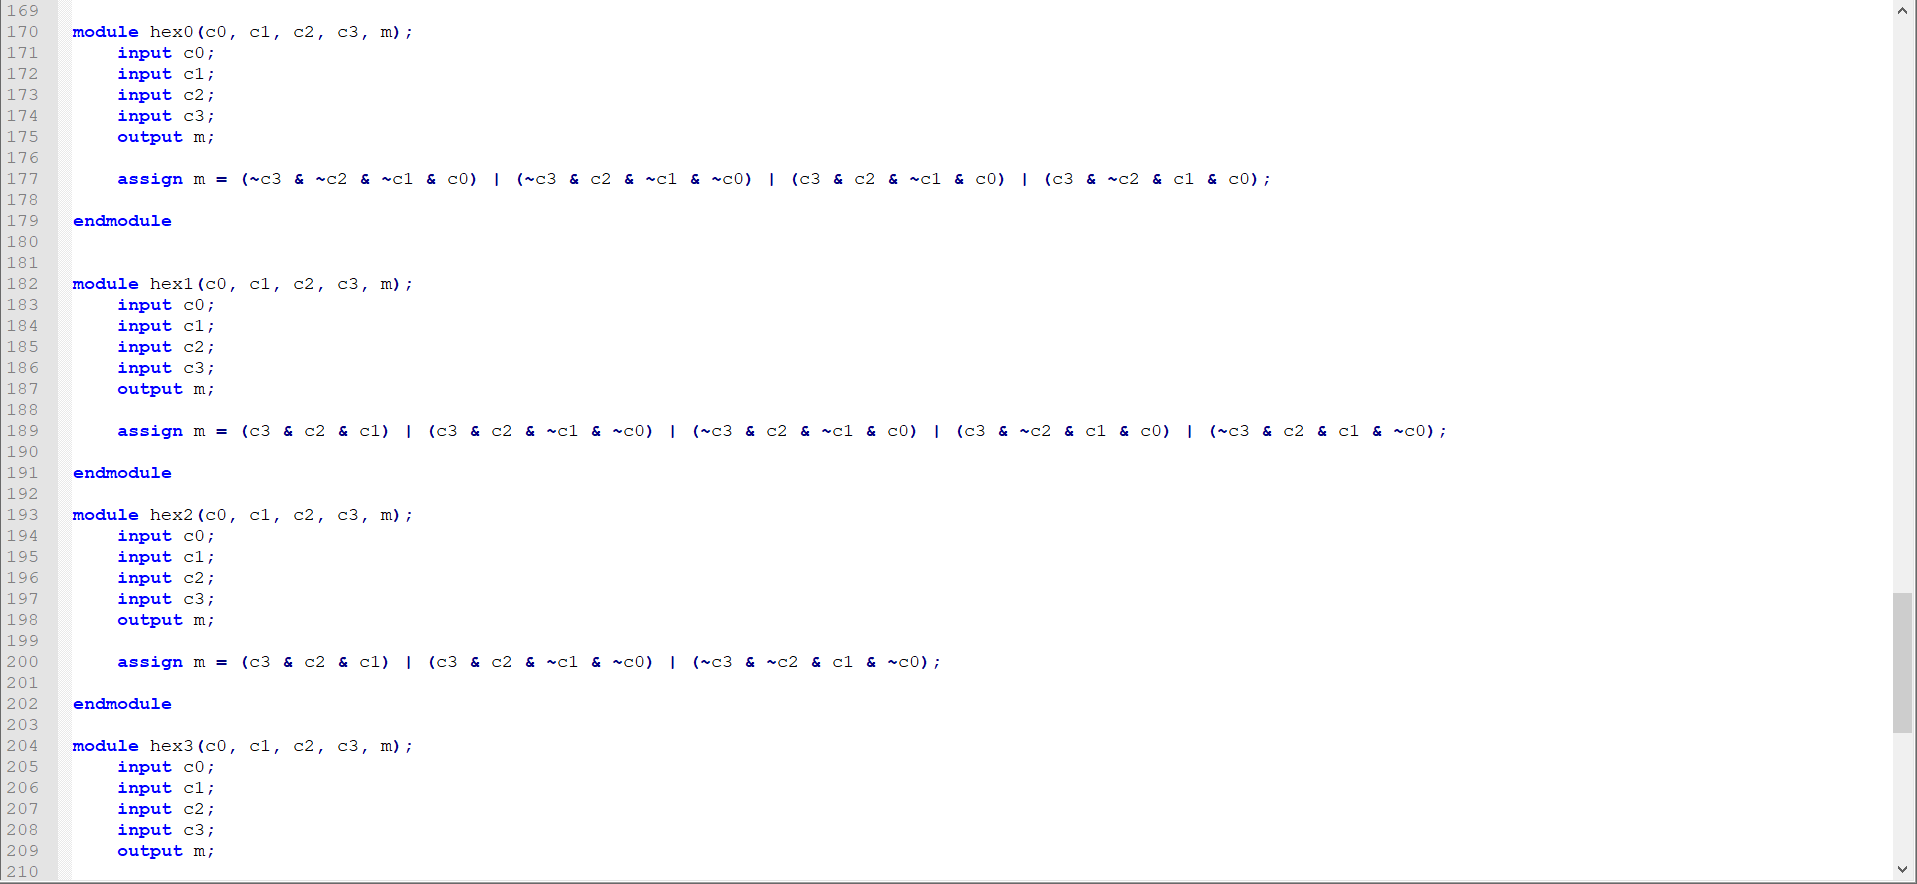 169
170 module hex0(c0, c1, c2, c3, m);
171 input c0;
172 input c1;
173 input c2;
174 input c3;
175 output m;
176
177 assign m = (~c3 & ~c2 & ~c1 & c0) | (~c3 & c2 & ~c1 & ~c0) | (c3 & c2 & ~c1 & c0) | (c3 & ~c2 & c1 & c0);
178
179 endmodule
180
181
182 module hex1(c0, c1, c2, c3, m);
183 input c0;
184 input c1;
185 input c2;
186 input c3;
187 output m;
188
189 assign m = (c3 & c2 & c1) | (c3 & c2 & ~c1 & ~c0) | (~c3 & c2 & ~c1 & c0) | (c3 & ~c2 & c1 & c0) | (~c3 & c2 & c1 & ~c0);
190
191 endmodule
192
193 module hex2(c0, c1, c2, c3, m);
194 input c0;
195 input c1;
196 input c2;
197 input c3;
198 output m;
199
200 assign m = (c3 & c2 & c1) | (c3 & c2 & ~c1 & ~c0) | (~c3 & ~c2 & c1 & ~c0);
201
202 endmodule
203
204 module hex3(c0, c1, c2, c3, m);
205 input c0;
206 input c1;
207 input c2;
208 input c3;
209 output m;
210